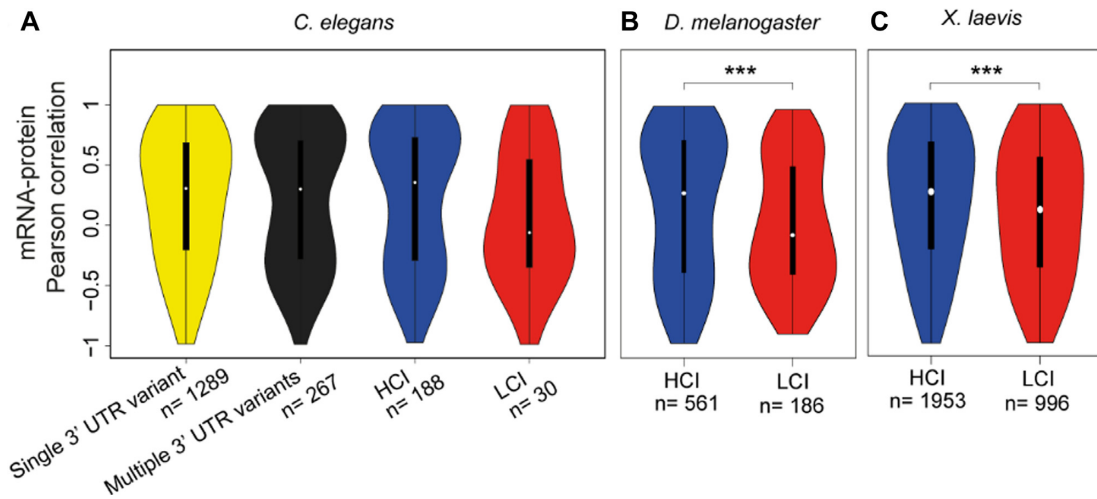 A
C. elegans
B
D. melanogaster
C
X. laevis
mRNA-protein
Pearson correlation
1
0.5
0.0
−0.5
−1
***
***
Single 3' UTR variant
n= 1289
Multiple 3' UTR variants
n= 267
HCI
n= 188
LCI
n= 30
HCI
n= 561
LCI
n= 186
HCI
n= 1953
LCI
n= 996